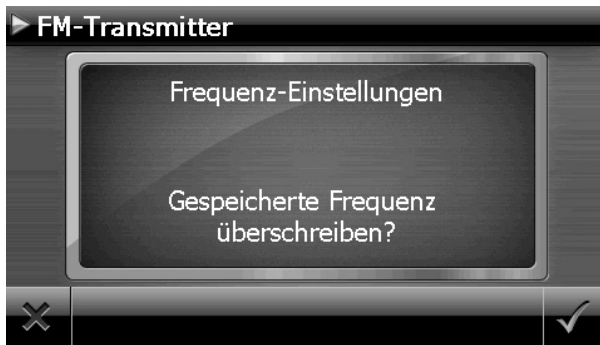 FM-Transmitter
Frequenz-Einstellungen
Gespeicherte Frequenz
überschreiben?